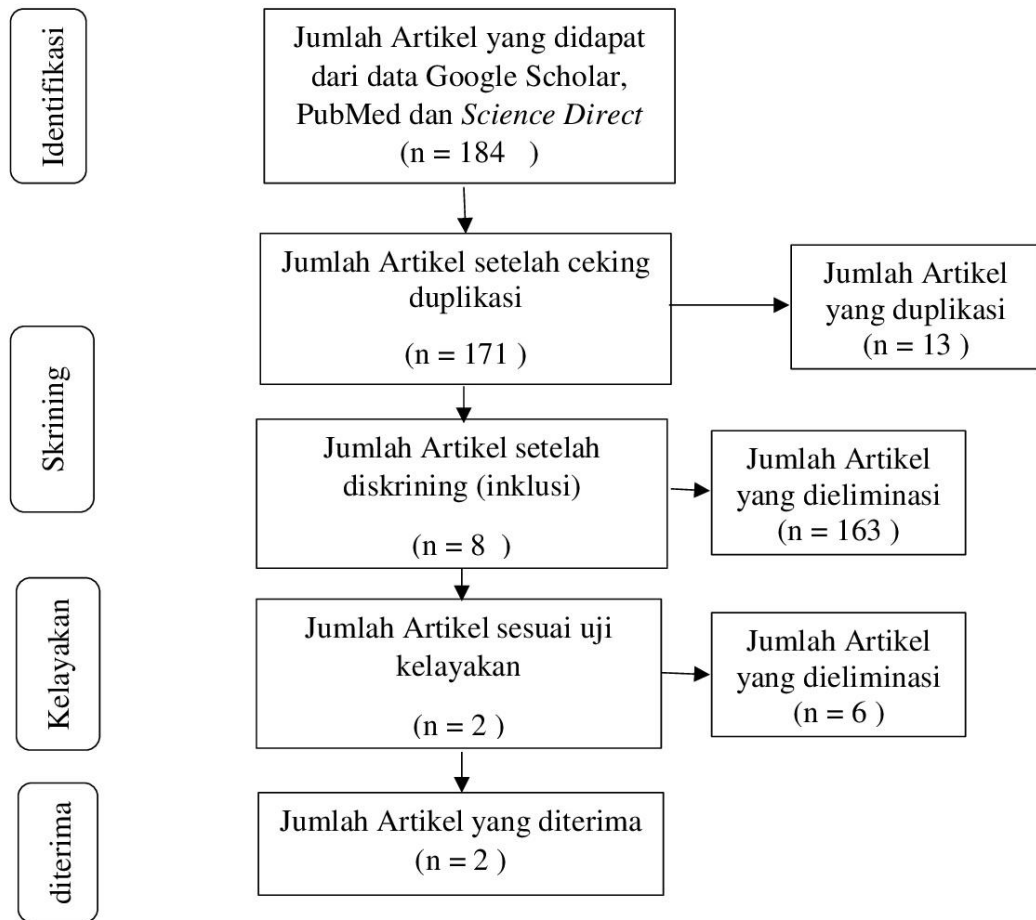 Identifikasi
Jumlah Artikel yang didapat
dari data Google Scholar,
PubMed dan Science Direct
(n = 184 )
Jumlah Artikel setelah ceking
duplikasi
(n = 171 )
Jumlah Artikel
yang duplikasi
(n = 13 )
Skrining
Jumlah Artikel setelah
diskrining (inklusi)
(n = 8 )
Jumlah Artikel
yang dieliminasi
(n = 163 )
Kelayakan
Jumlah Artikel sesuai uji
kelayakan
(n = 2 )
Jumlah Artikel
yang dieliminasi
(n = 6 )
diterima
Jumlah Artikel yang diterima
(n = 2 )